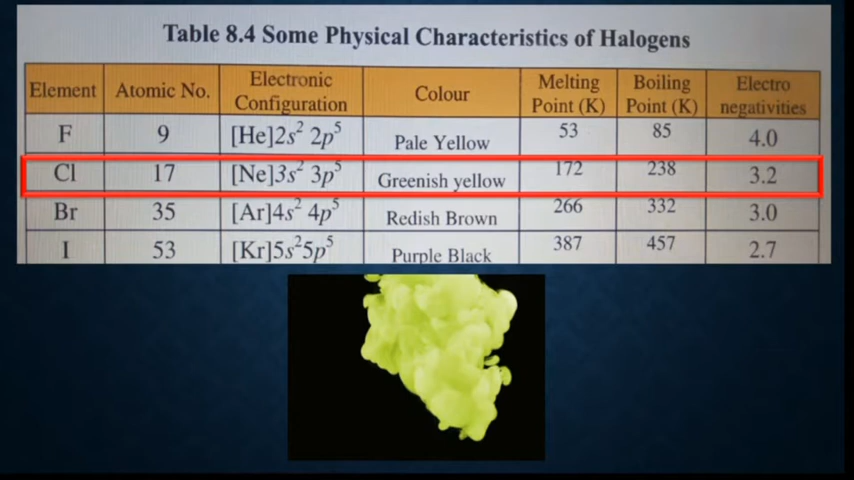 Table 8.4 Some Physical Characteristics of Halogens
Element Atomic No. Electronic Configuration Colour Melting Point (K) Boiling Point (K) Electro negativities
F 9 [He]2s² 2p⁵ Pale Yellow 53 85 4.0
Cl 17 [Ne]3s² 3p⁵ Greenish yellow 172 238 3.2
Br 35 [Ar]4s² 4p⁵ Redish Brown 266 332 3.0
I 53 [Kr]5s²5p⁵ Purple Black 387 457 2.7